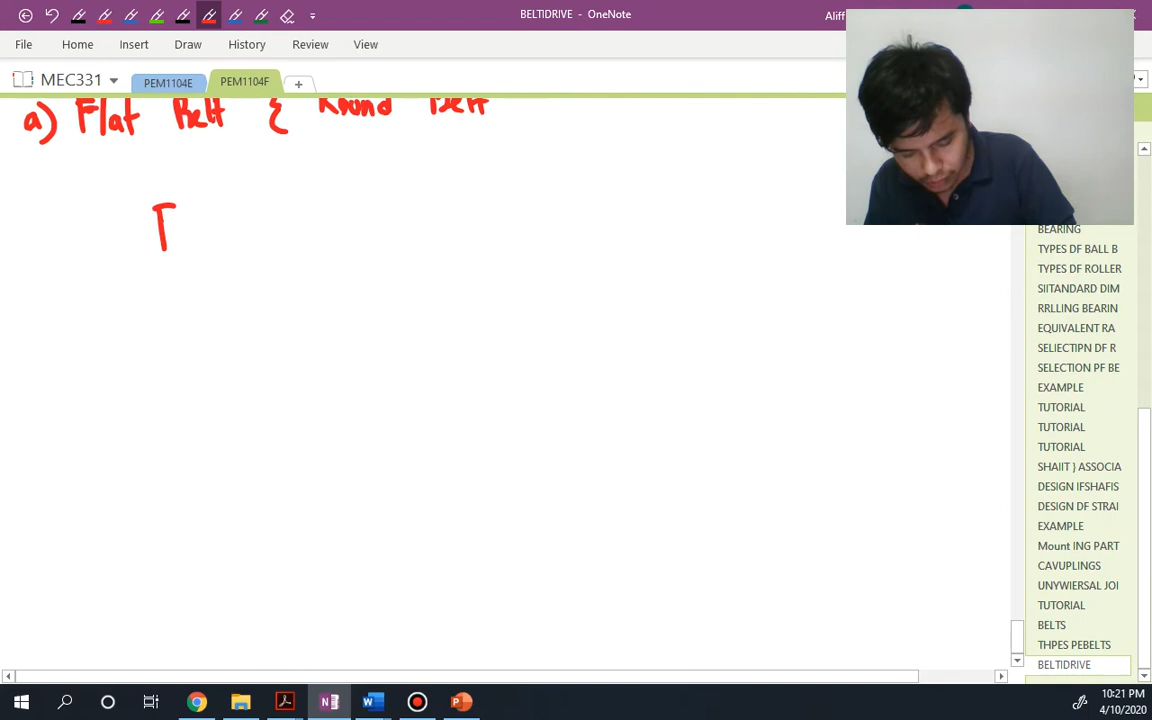 BELTIDRIVE - OneNote
Aliff
File Home Insert Draw History Review View
MEC331 PEM1104E PEM1104F
a) Flat Belt { Round Belt
BEARING
TYPES DF BALL B
TYPES DF ROLLER
SIITANDARD DIM
RRLLING BEARIN
EQUIVALENT RA
SELIECTIPN DF R
SELECTION PF BE
EXAMPLE
TUTORIAL
TUTORIAL
TUTORIAL
SHAIIT } ASSOCIA
DESIGN IFSHAFIS
DESIGN DF STRAI
EXAMPLE
Mount ING PART
CAVUPLINGS
UNYWIERSAL JOI
TUTORIAL
BELTS
THPES PEBELTS
BELTIDRIVE
10:21 PM
4/10/2020